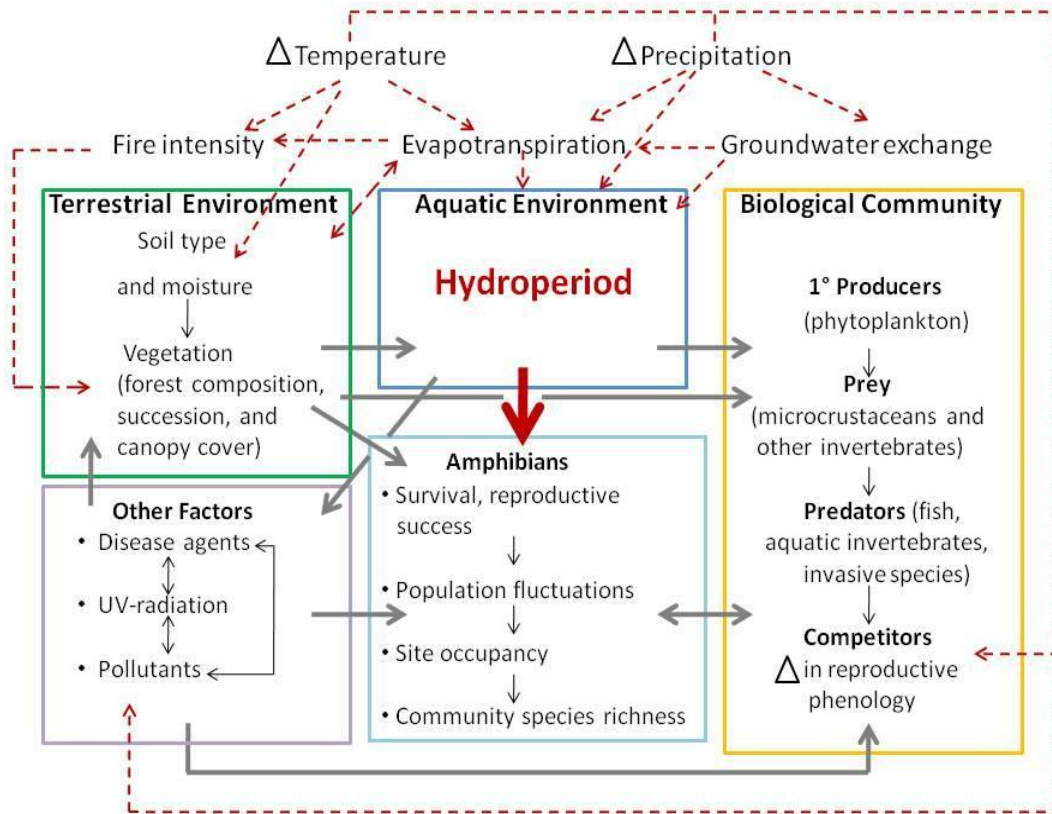 Δ Temperature
Δ Precipitation
Fire intensity
Evapotranspiration
Groundwater exchange
Terrestrial Environment
Soil type
and moisture
Vegetation
(forest composition,
succession, and
canopy cover)
Aquatic Environment
Hydroperiod
Biological Community
1° Producers
(phytoplankton)
Prey
(microcrustaceans and
other invertebrates)
Predators (fish,
aquatic invertebrates,
invasive species)
Competitors
Δ in reproductive
phenology
Other Factors
• Disease agents
• UV-radiation
• Pollutants
Amphibians
• Survival, reproductive
success
• Population fluctuations
• Site occupancy
• Community species richness